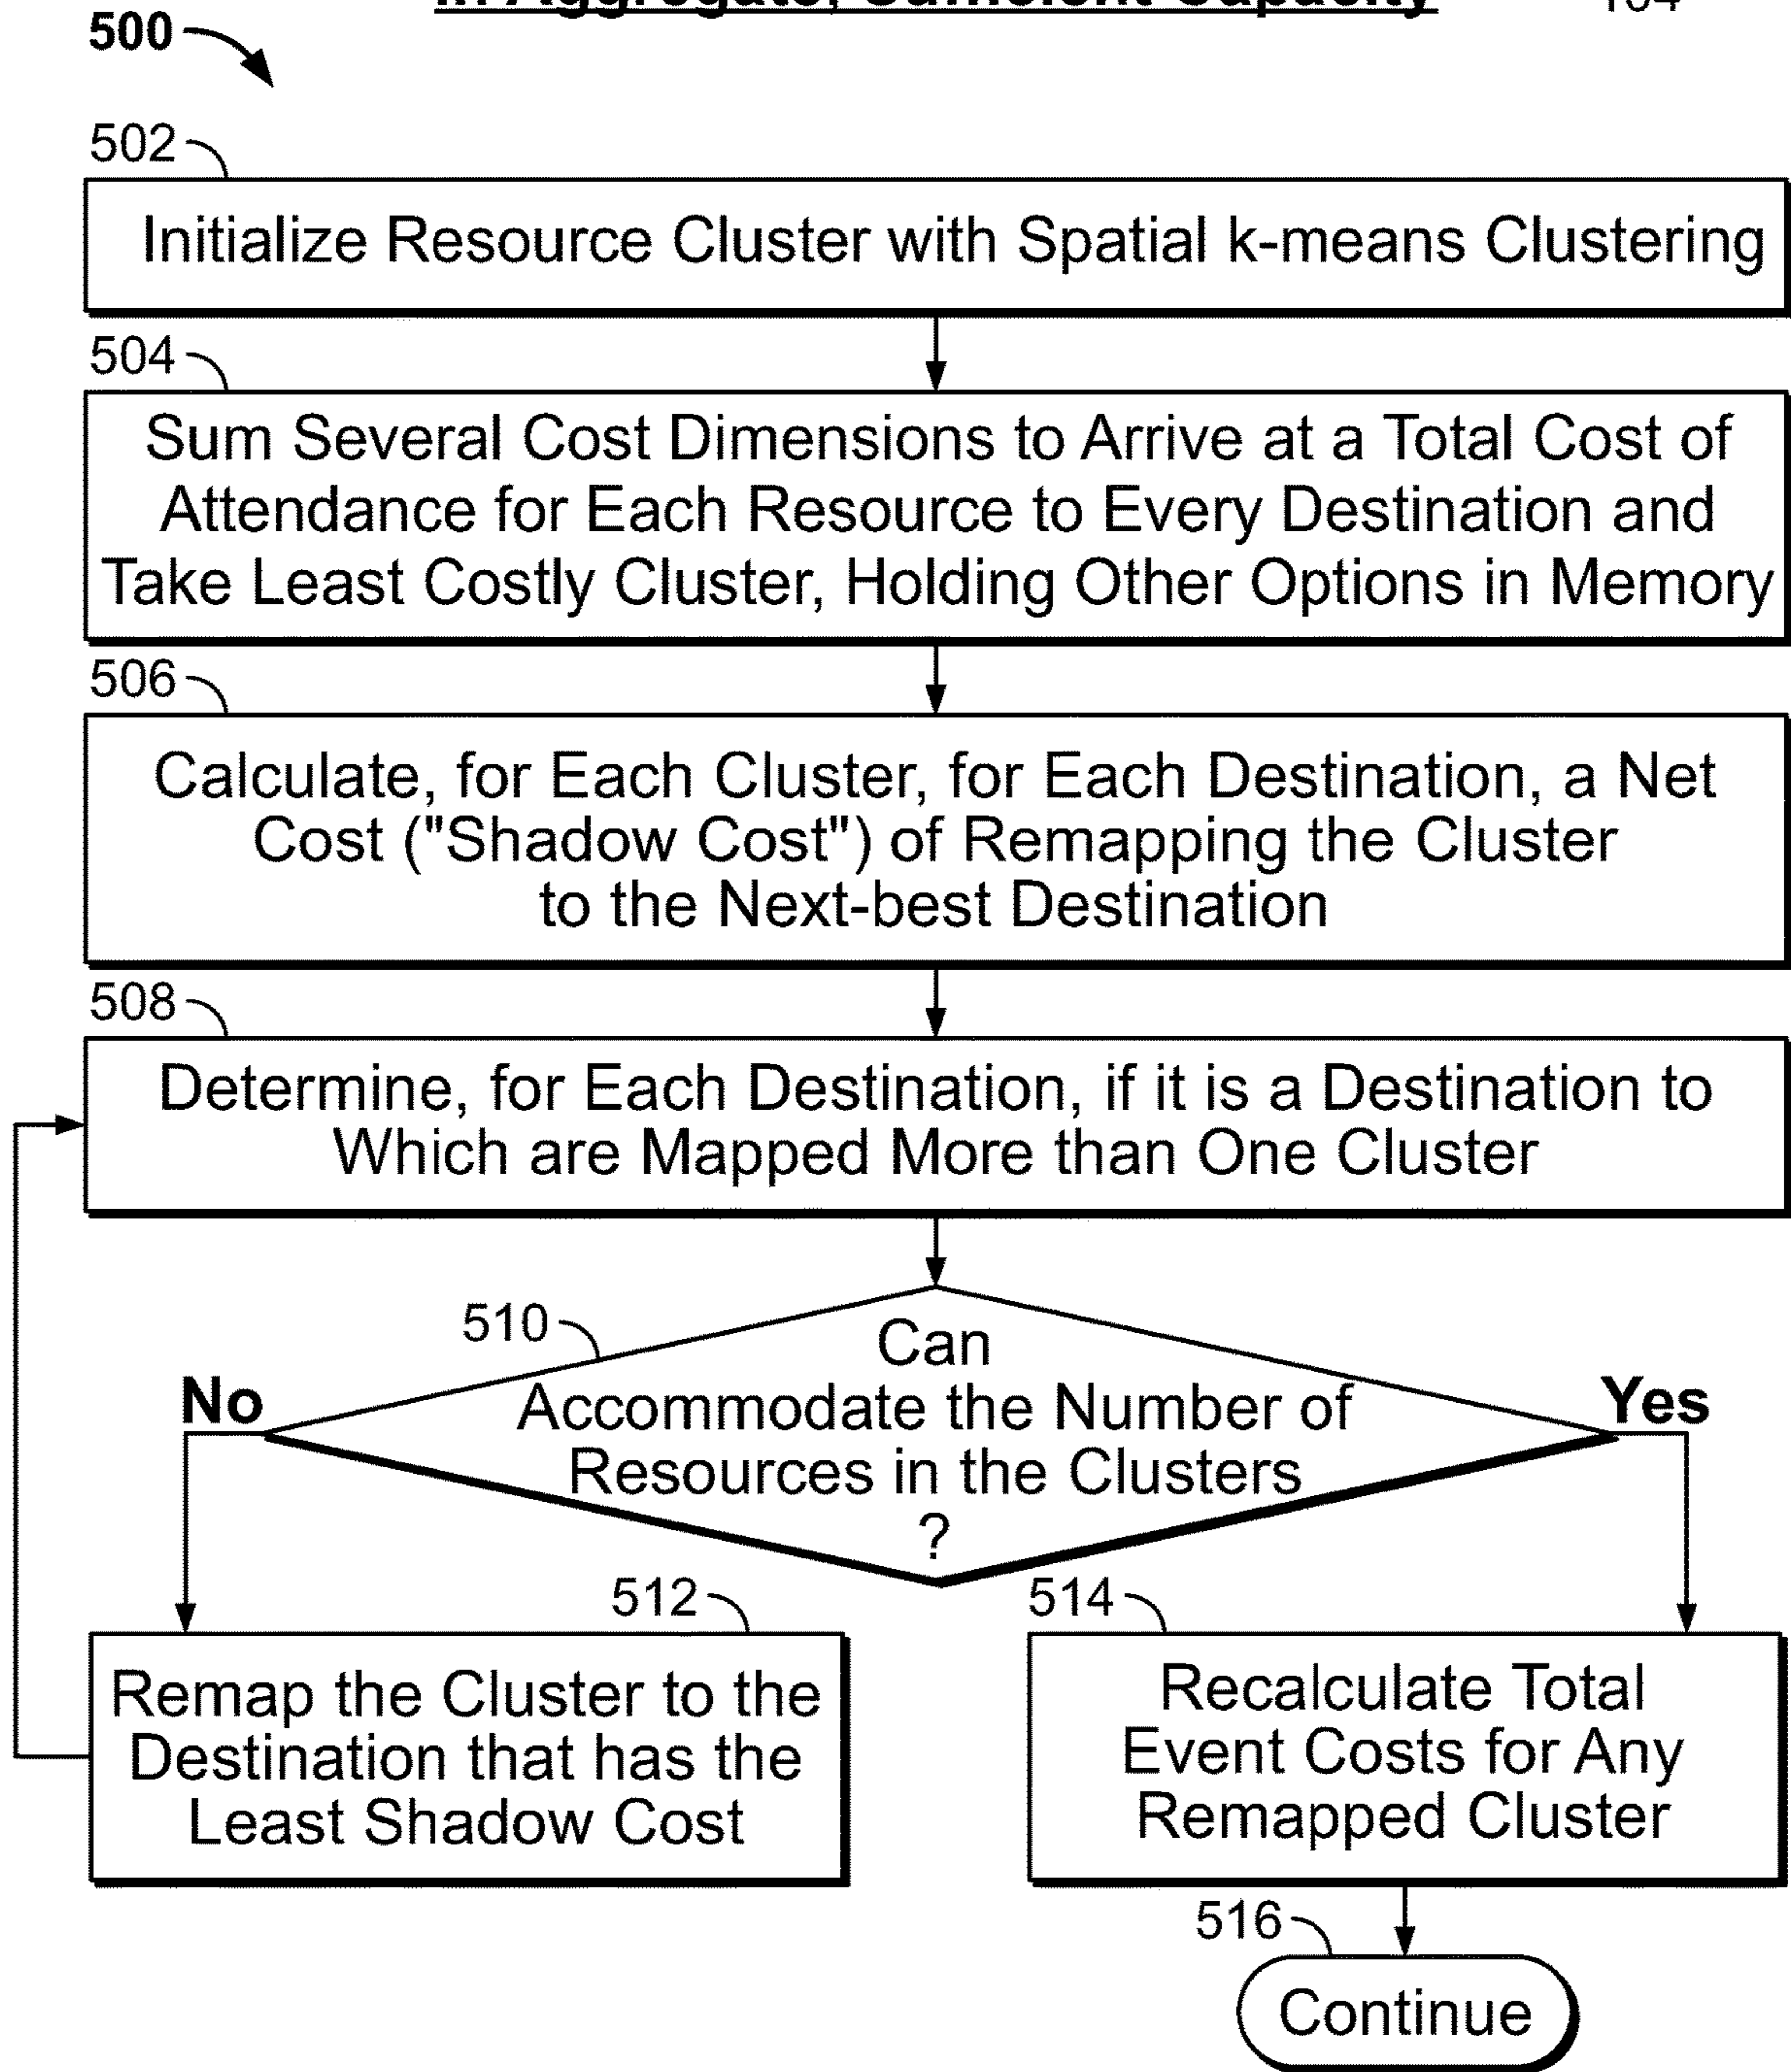 in Aggregate, Sufficient Capacity
104
500
502
Initialize Resource Cluster with Spatial k-means Clustering
504
Sum Several Cost Dimensions to Arrive at a Total Cost of
Attendance for Each Resource to Every Destination and
Take Least Costly Cluster, Holding Other Options in Memory
506
Calculate, for Each Cluster, for Each Destination, a Net
Cost ("Shadow Cost") of Remapping the Cluster
to the Next-best Destination
508
Determine, for Each Destination, if it is a Destination to
Which are Mapped More than One Cluster
510
Can
Accommodate the Number of
Resources in the Clusters
?
No
Yes
512
Remap the Cluster to the
Destination that has the
Least Shadow Cost
514
Recalculate Total
Event Costs for Any
Remapped Cluster
516
Continue